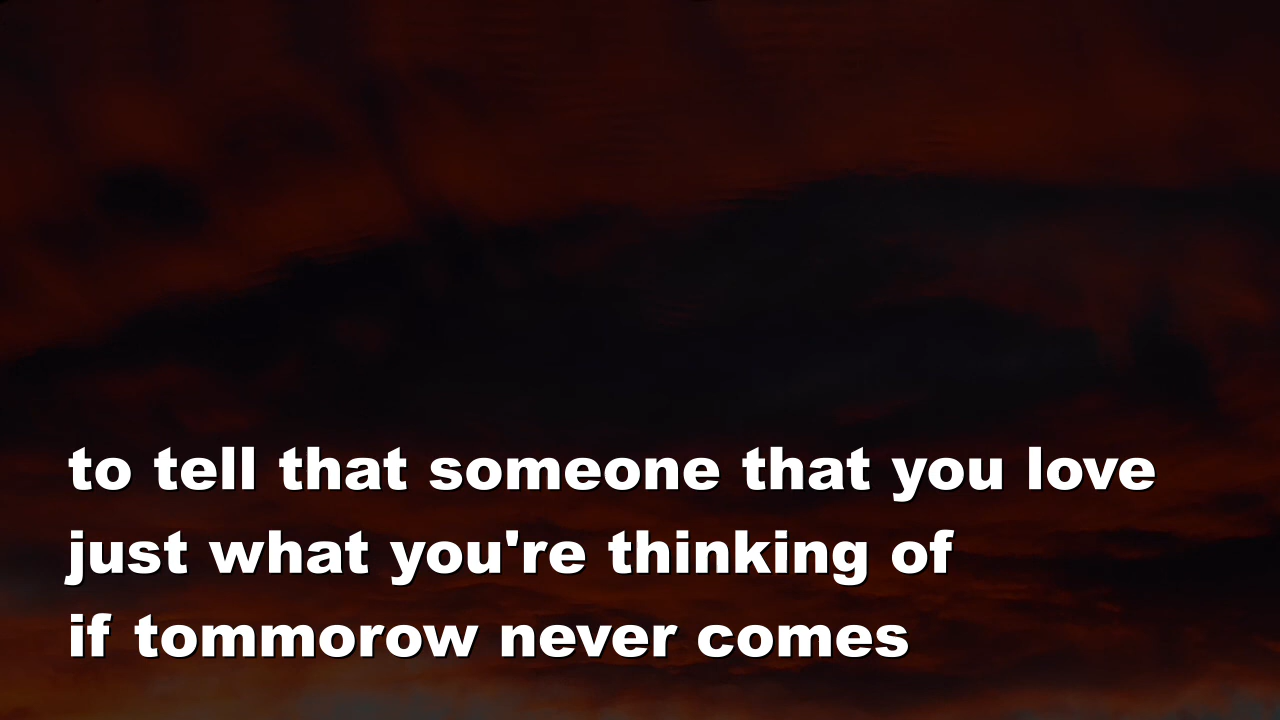 to tell that someone that you love
just what you're thinking of
if tommorow never comes